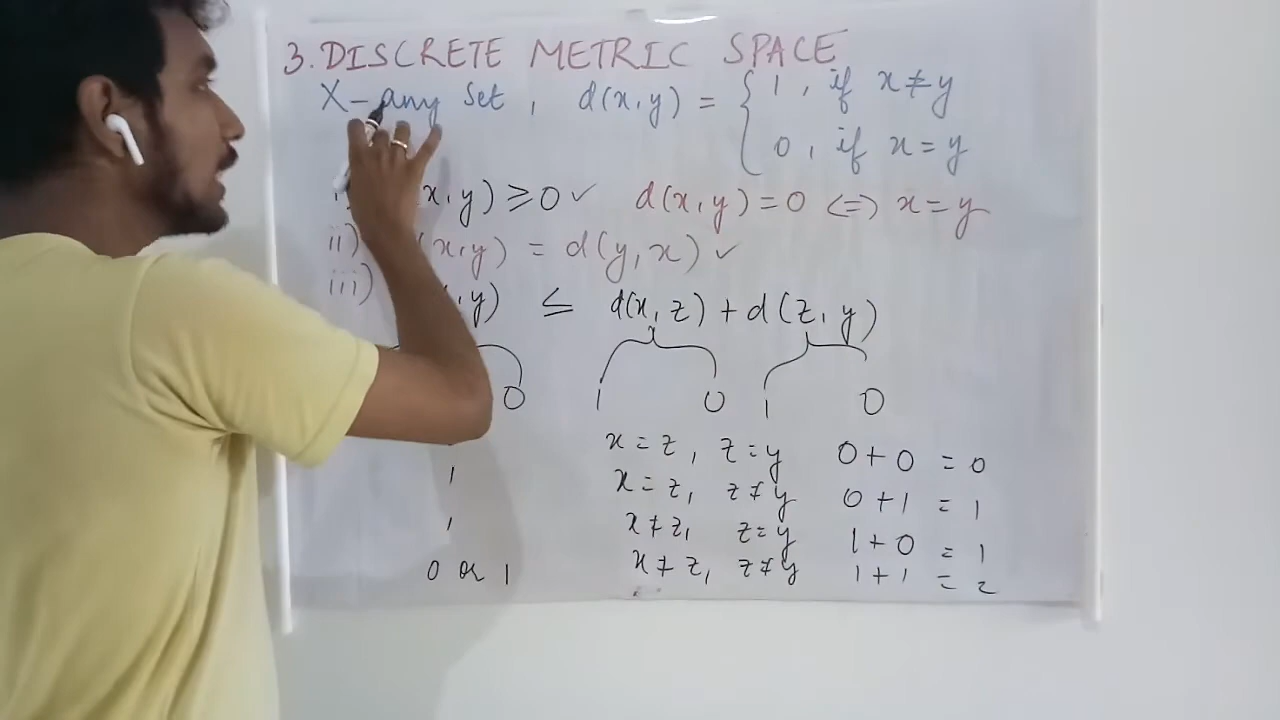 3. DISCRETE METRIC SPACE
X - any set , d(x,y) = { 1 , if x ≠ y
0 , if x = y
x,y) ≥ 0 ✓ d(x,y) = 0 <=> x = y
ii) (x,y) = d(y,x) ✓
iii) ,y) ≤ d(x,z) + d(z,y)
0 1 0 1 0
x = z , z = y 0 + 0 = 0
1 x = z, z ≠ y 0 + 1 = 1
1 x ≠ z, z = y 1 + 0 = 1
0 or 1 x ≠ z, z ≠ y 1 + 1 = 2